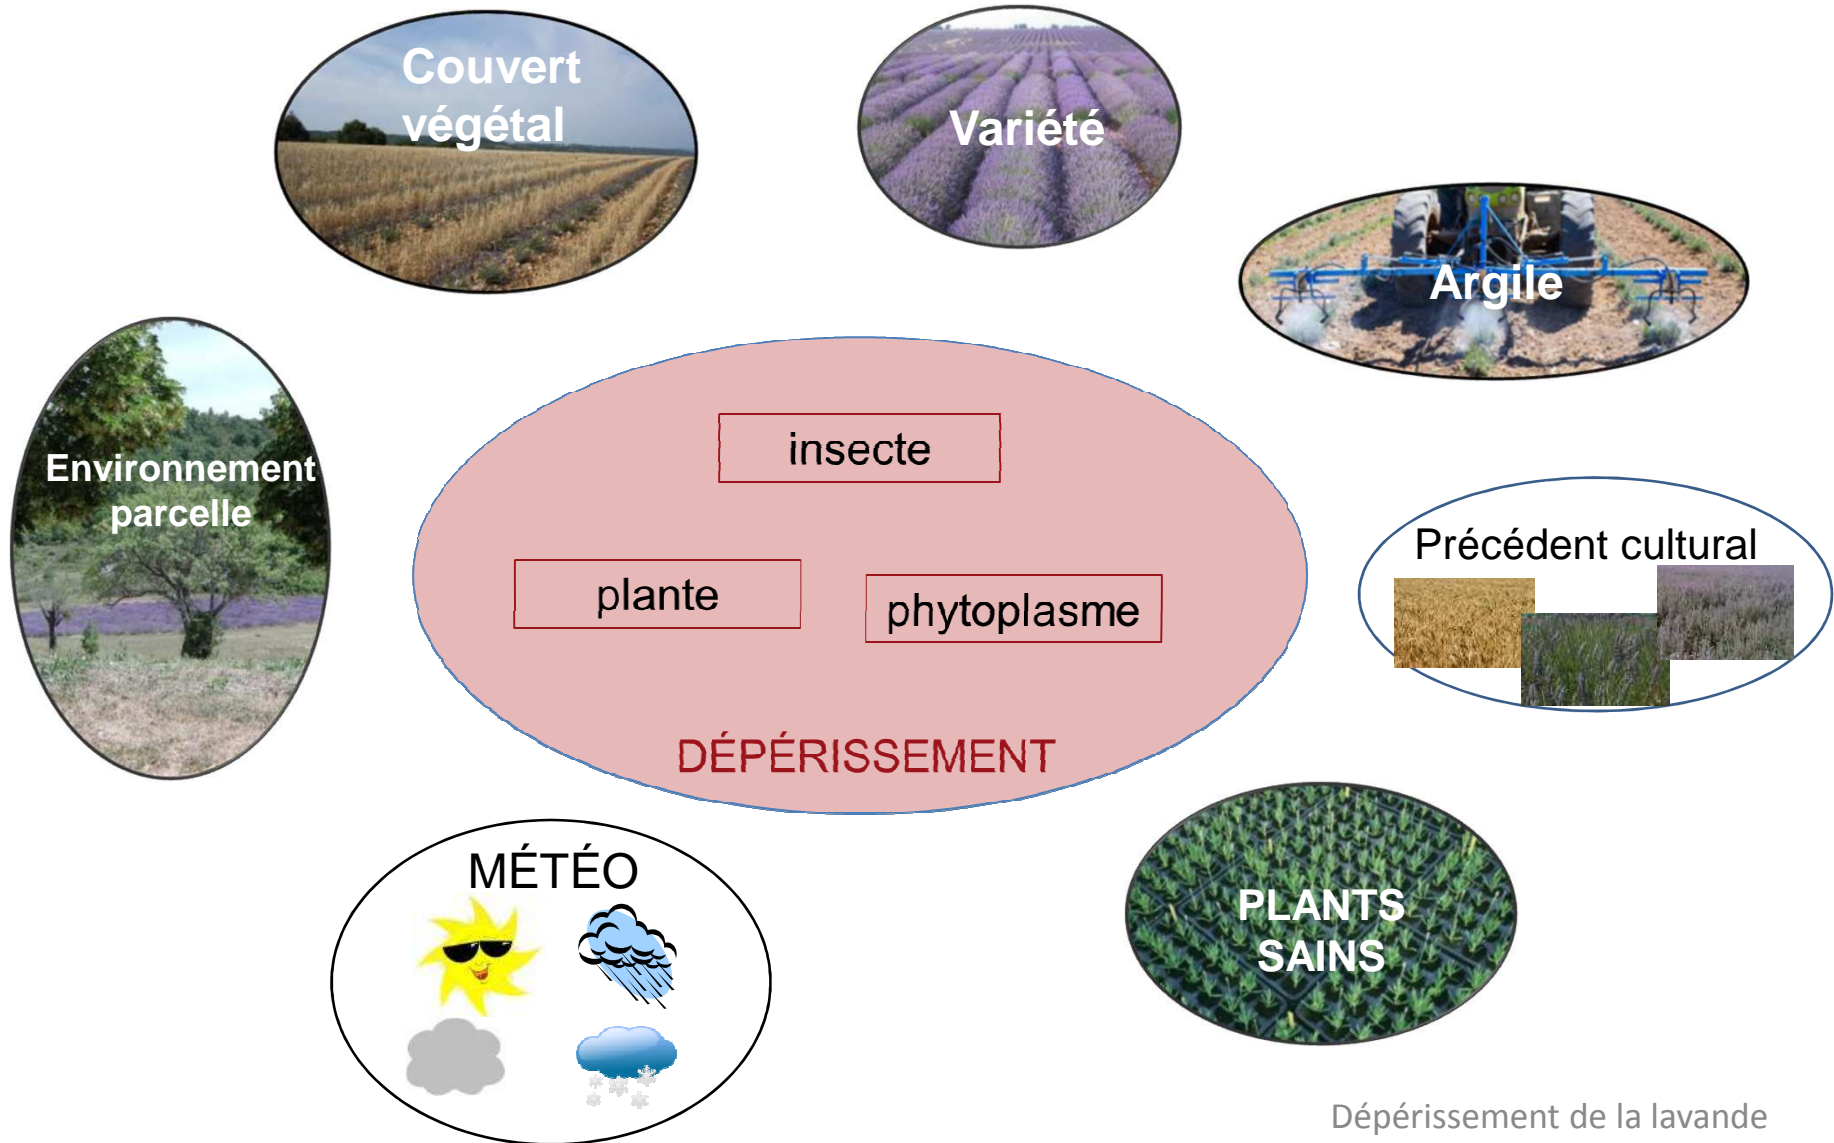 Couvert
végétal
Variété
Argile
Environnement
parcelle
insecte
plante
phytoplasme
DÉPÉRISSEMENT
Précédent cultural
MÉTÉO
PLANTS
SAINS
Dépérissement de la lavande